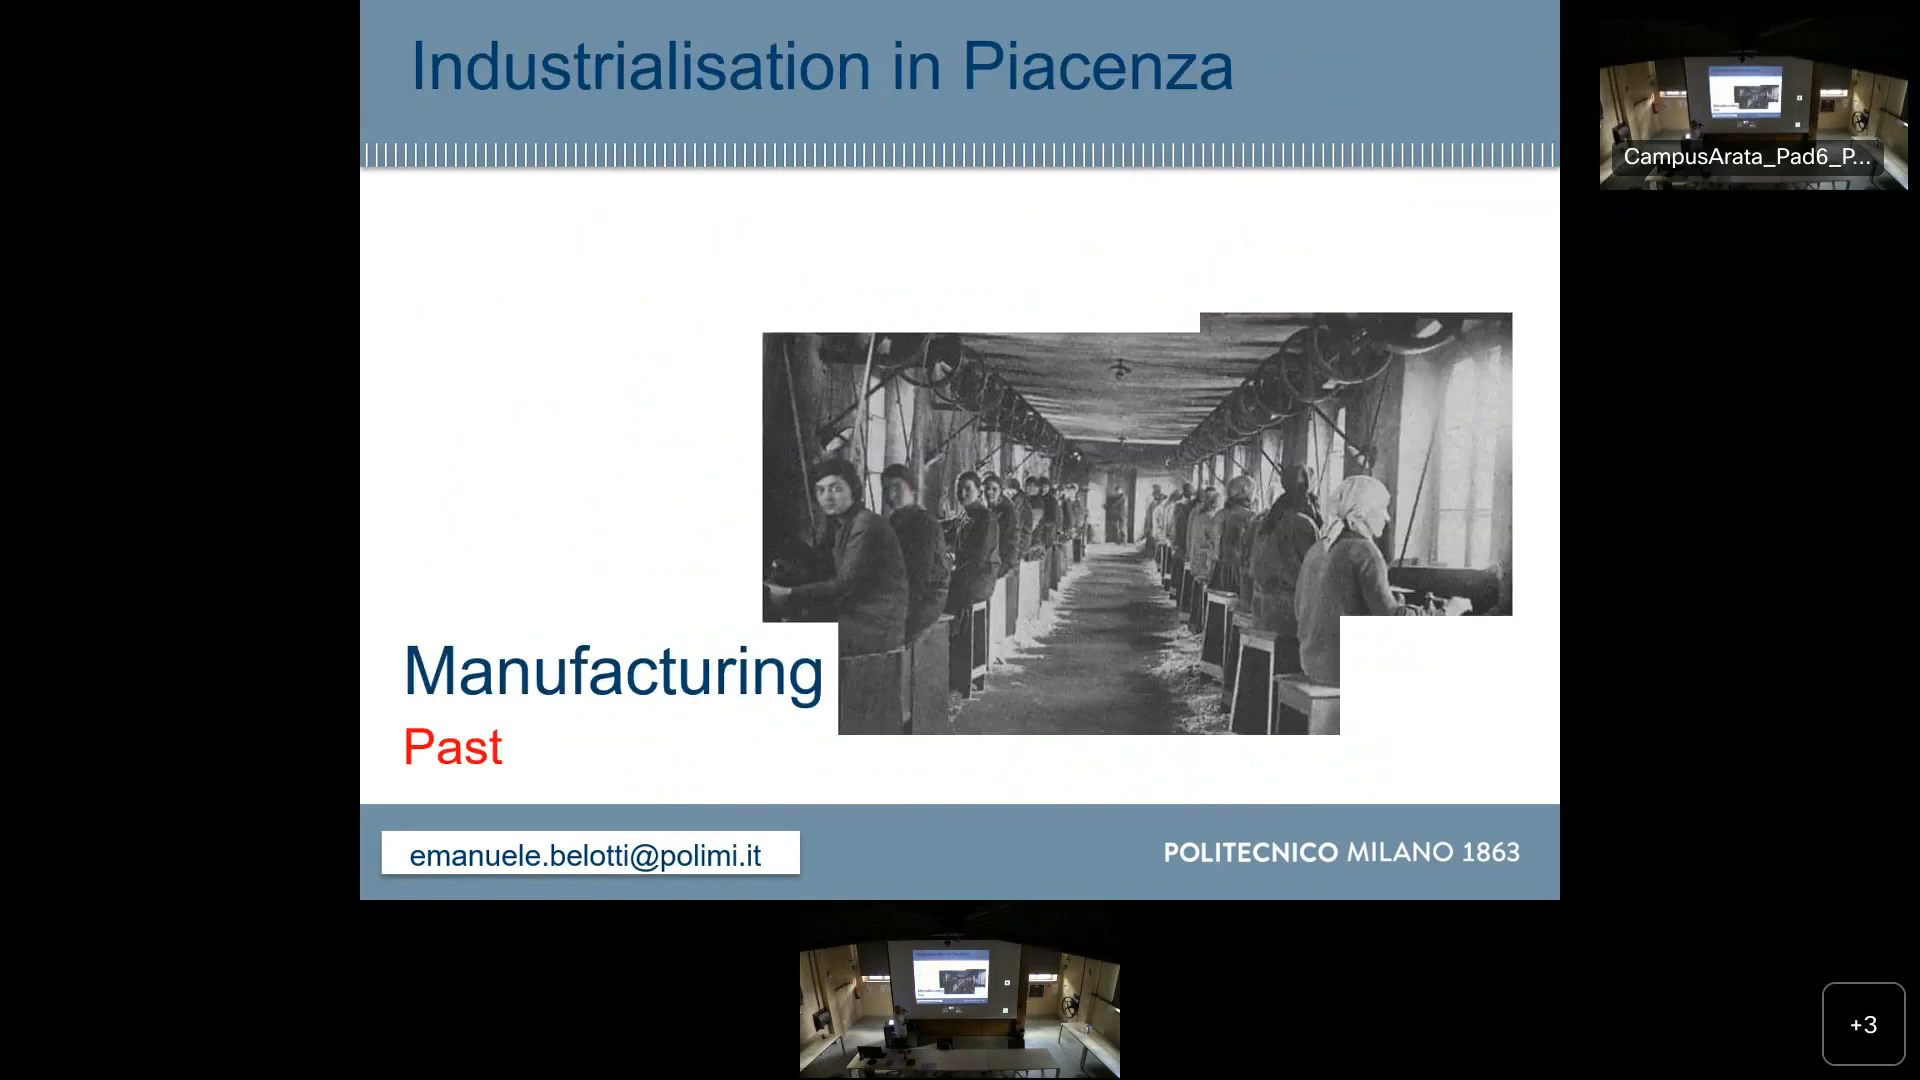 Industrialisation in Piacenza
CampusArata_Pad6_P...
Manufacturing
Past
emanuele.belotti@polimi.it
POLITECNICO MILANO 1863
+3